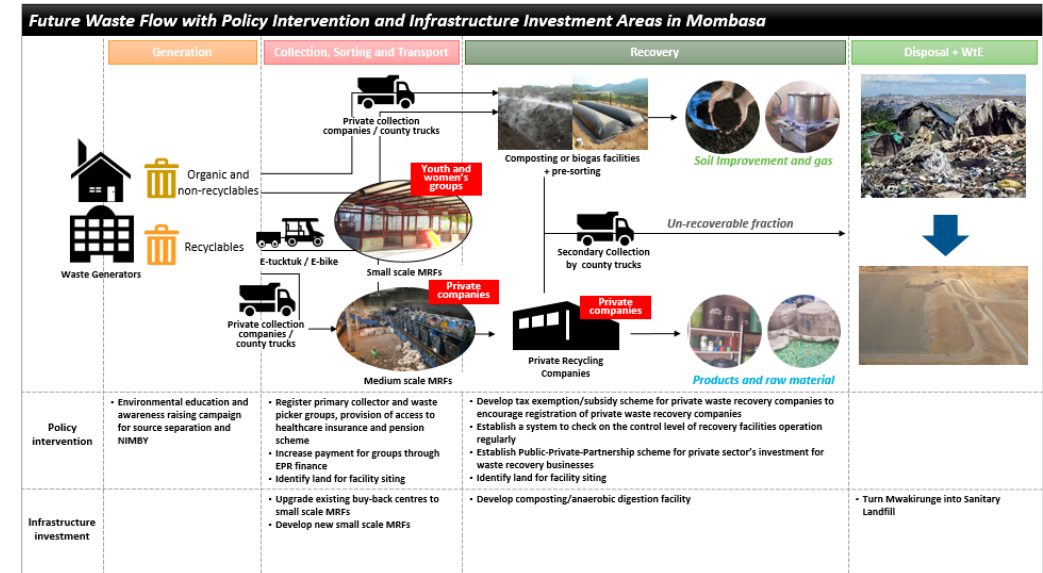 Future Waste Flow with Policy Intervention and Infrastructure Investment Areas in Mombasa
Generation
Collection, Sorting and Transport
Recovery
Disposal + WtE
Private collection
companies / county trucks
Organic and
non-recyclables
Youth and
women's
groups
Composting or biogas facilities
+ pre-sorting
Soil Improvement and gas
Recyclables
Waste Generators
E-tucktuk / E-bike
Small scale MRFs
Un-recoverable fraction
Secondary Collection
by county trucks
Private collection
companies /
county trucks
Private
companies
Medium scale MRFs
Private
companies
Private Recycling
Companies
Products and raw material
Policy
intervention
• Environmental education and
awareness raising campaign
for source separation and
NIMBY
• Register primary collector and waste
picker groups, provision of access to
healthcare insurance and pension
scheme
• Increase payment for groups through
EPR finance
• Identify land for facility siting
• Develop tax exemption/subsidy scheme for private waste recovery companies to
encourage registration of private waste recovery companies
• Establish a system to check on the control level of recovery facilities operation
regularly
• Establish Public-Private-Partnership scheme for private sector's investment for
waste recovery businesses
• Identify land for facility siting
Infrastructure
investment
• Upgrade existing buy-back centres to
small scale MRFs
• Develop new small scale MRFs
• Develop composting/anaerobic digestion facility
• Turn Mwakirunge into Sanitary
Landfill